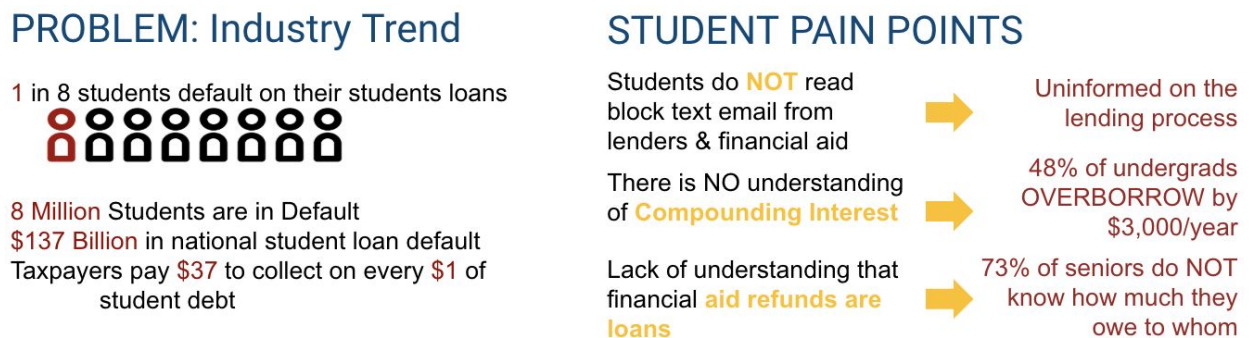 PROBLEM: Industry Trend
1 in 8 students default on their students loans
8 Million Students are in Default
$137 Billion in national student loan default
Taxpayers pay $37 to collect on every $1 of
student debt
STUDENT PAIN POINTS
Students do NOT read
block text email from
lenders & financial aid
Uninformed on the
lending process
There is NO understanding
of Compounding Interest
48% of undergrads
OVERBORROW by
$3,000/year
Lack of understanding that
financial aid refunds are
loans
73% of seniors do NOT
know how much they
owe to whom